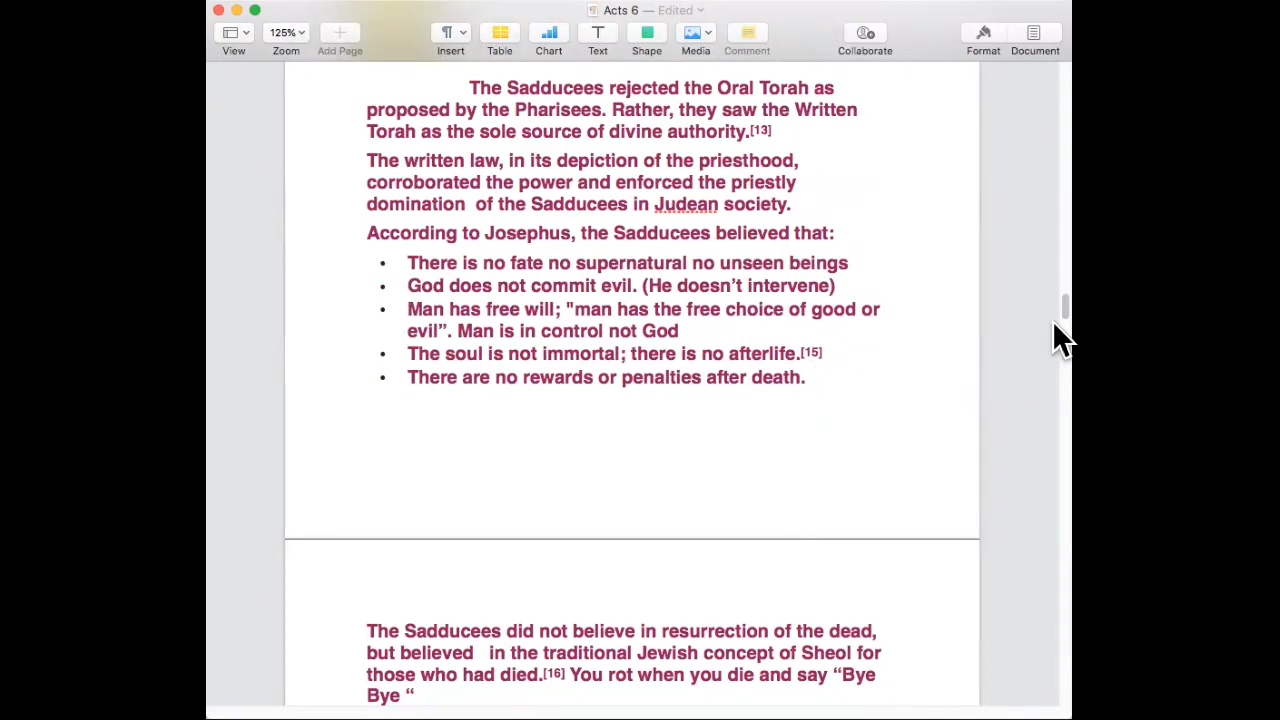 Acts 6 — Edited
125%
View Zoom Add Page Insert Table Chart Text Shape Media Comment Collaborate Format Document
The Sadducees rejected the Oral Torah as
proposed by the Pharisees. Rather, they saw the Written
Torah as the sole source of divine authority.[13]
The written law, in its depiction of the priesthood,
corroborated the power and enforced the priestly
domination  of the Sadducees in Judean society.
According to Josephus, the Sadducees believed that:
• There is no fate no supernatural no unseen beings
• God does not commit evil. (He doesn’t intervene)
• Man has free will; "man has the free choice of good or
evil”. Man is in control not God
• The soul is not immortal; there is no afterlife.[15]
• There are no rewards or penalties after death.
The Sadducees did not believe in resurrection of the dead,
but believed   in the traditional Jewish concept of Sheol for
those who had died.[16] You rot when you die and say “Bye
Bye “